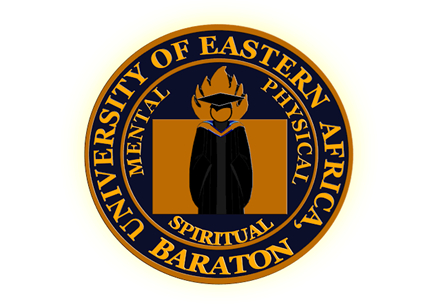 UNIVERSITY OF EASTERN AFRICA,
BARATON
MENTAL
PHYSICAL
SPIRITUAL